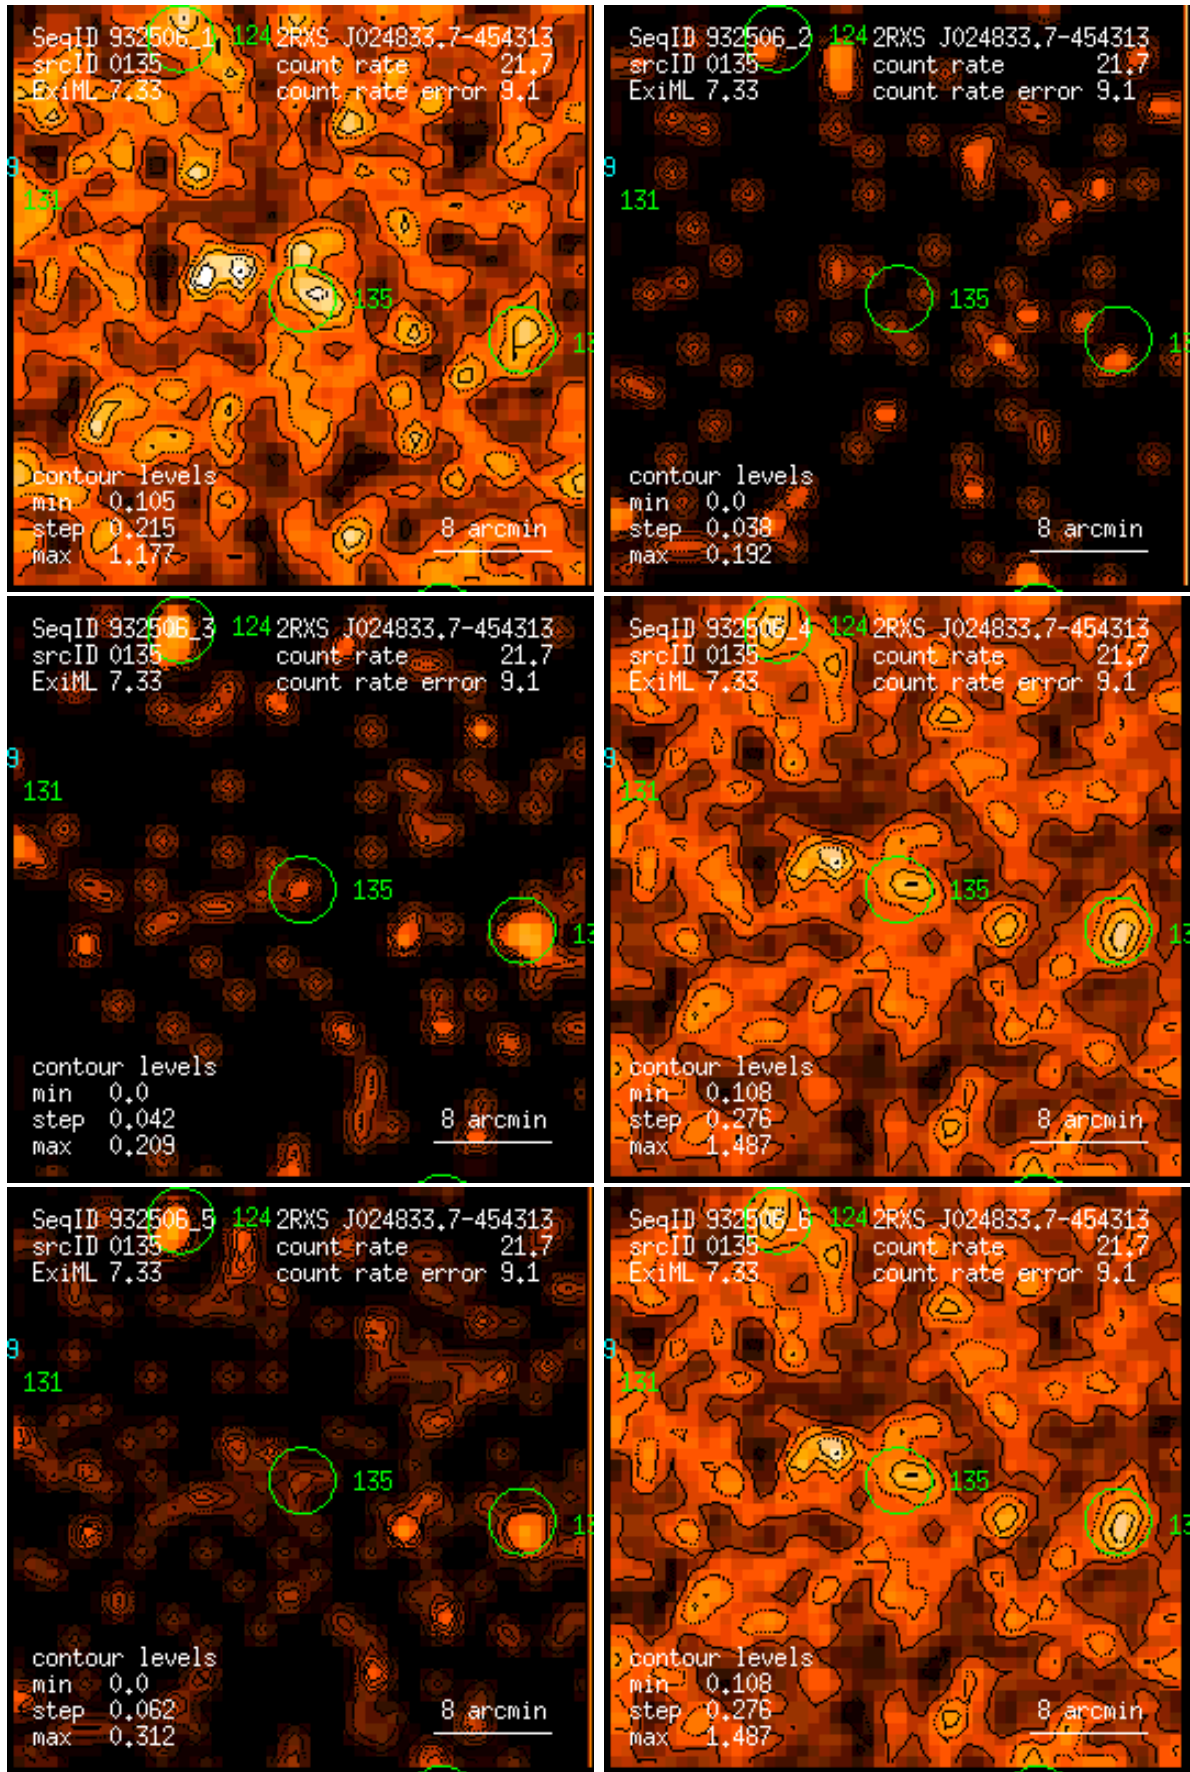 SeqID 932506_1 124 2RXS J024833.7-454313
srcID 0135 count rate 21.7
ExiML 7.33 count rate error 9.1
9
131
135
13
contour levels
min 0.105
step 0.215
max 1.177
8 arcmin
SeqID 932506_2 124 2RXS J024833.7-454313
srcID 0135 count rate 21.7
ExiML 7.33 count rate error 9.1
9
131
135
13
contour levels
min 0.0
step 0.038
max 0.192
8 arcmin
SeqID 932506_3 124 2RXS J024833.7-454313
srcID 0135 count rate 21.7
ExiML 7.33 count rate error 9.1
9
131
135
13
contour levels
min 0.0
step 0.042
max 0.209
8 arcmin
SeqID 932506_4 124 2RXS J024833.7-454313
srcID 0135 count rate 21.7
ExiML 7.33 count rate error 9.1
9
131
135
13
contour levels
min 0.108
step 0.276
max 1.487
8 arcmin
SeqID 932506_5 124 2RXS J024833.7-454313
srcID 0135 count rate 21.7
ExiML 7.33 count rate error 9.1
9
131
135
13
contour levels
min 0.0
step 0.062
max 0.312
8 arcmin
SeqID 932506_6 124 2RXS J024833.7-454313
srcID 0135 count rate 21.7
ExiML 7.33 count rate error 9.1
9
131
135
13
contour levels
min 0.108
step 0.276
max 1.487
8 arcmin